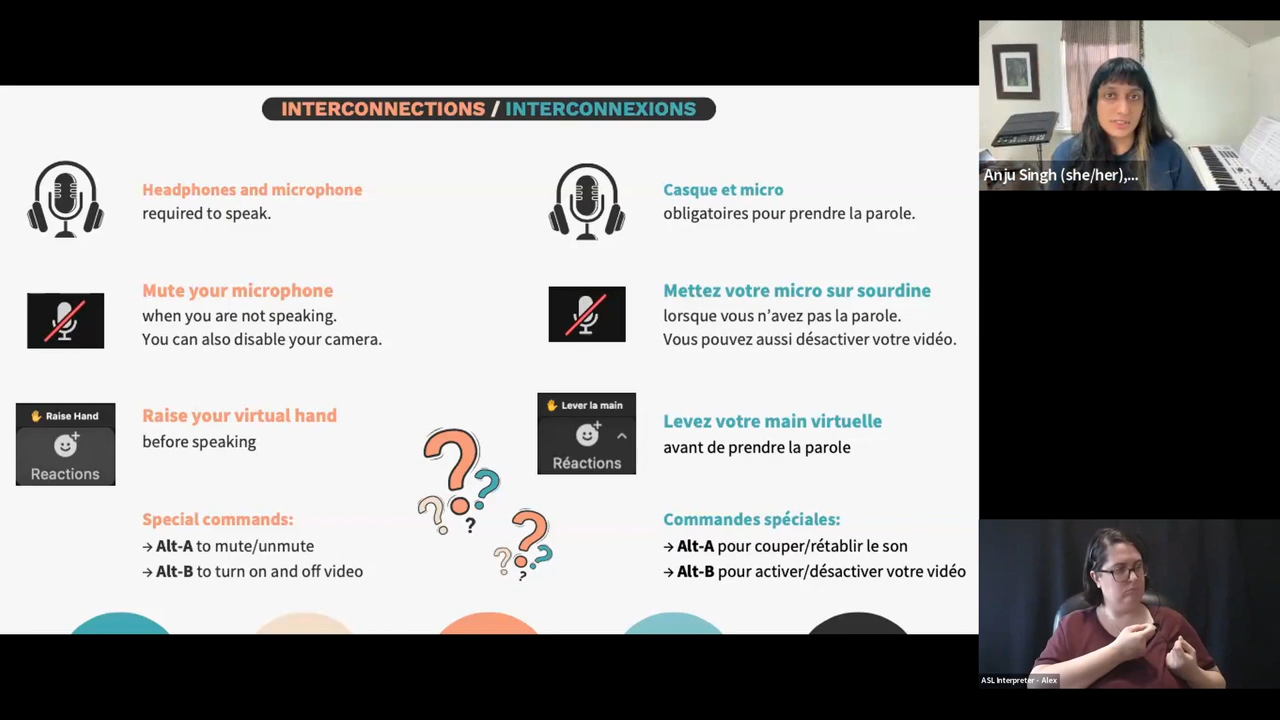 INTERCONNECTIONS / INTERCONNEXIONS
Headphones and microphone
required to speak.
Mute your microphone
when you are not speaking.
You can also disable your camera.
Raise Hand
Reactions
Raise your virtual hand
before speaking
Special commands:
→ Alt-A to mute/unmute
→ Alt-B to turn on and off video
Casque et micro
obligatoires pour prendre la parole.
Mettez votre micro sur sourdine
lorsque vous n’avez pas la parole.
Vous pouvez aussi désactiver votre vidéo.
Lever la main
Réactions
Levez votre main virtuelle
avant de prendre la parole
Commandes spéciales:
→ Alt-A pour couper/rétablir le son
→ Alt-B pour activer/désactiver votre vidéo
Anju Singh (she/her),...
ASL Interpreter - Alex